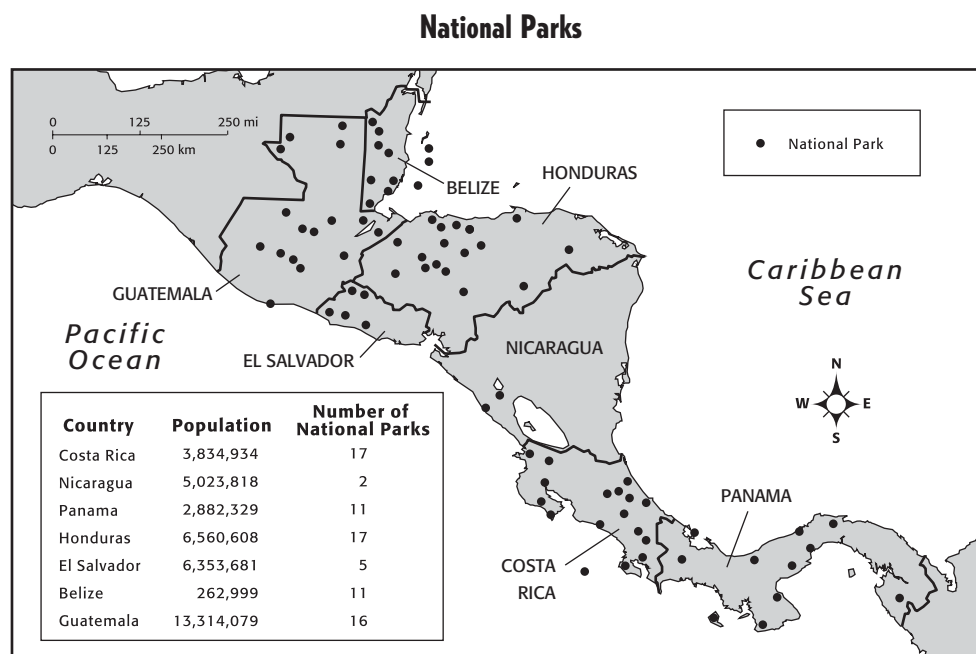 National Parks
0 125 250 mi
0 125 250 km
National Park
BELIZE
HONDURAS
Caribbean
Sea
GUATEMALA
Pacific
Ocean
EL SALVADOR
NICARAGUA
N
W E
S
PANAMA
COSTA
RICA
Country Population Number of National Parks
Costa Rica 3,834,934 17
Nicaragua 5,023,818 2
Panama 2,882,329 11
Honduras 6,560,608 17
El Salvador 6,353,681 5
Belize 262,999 11
Guatemala 13,314,079 16